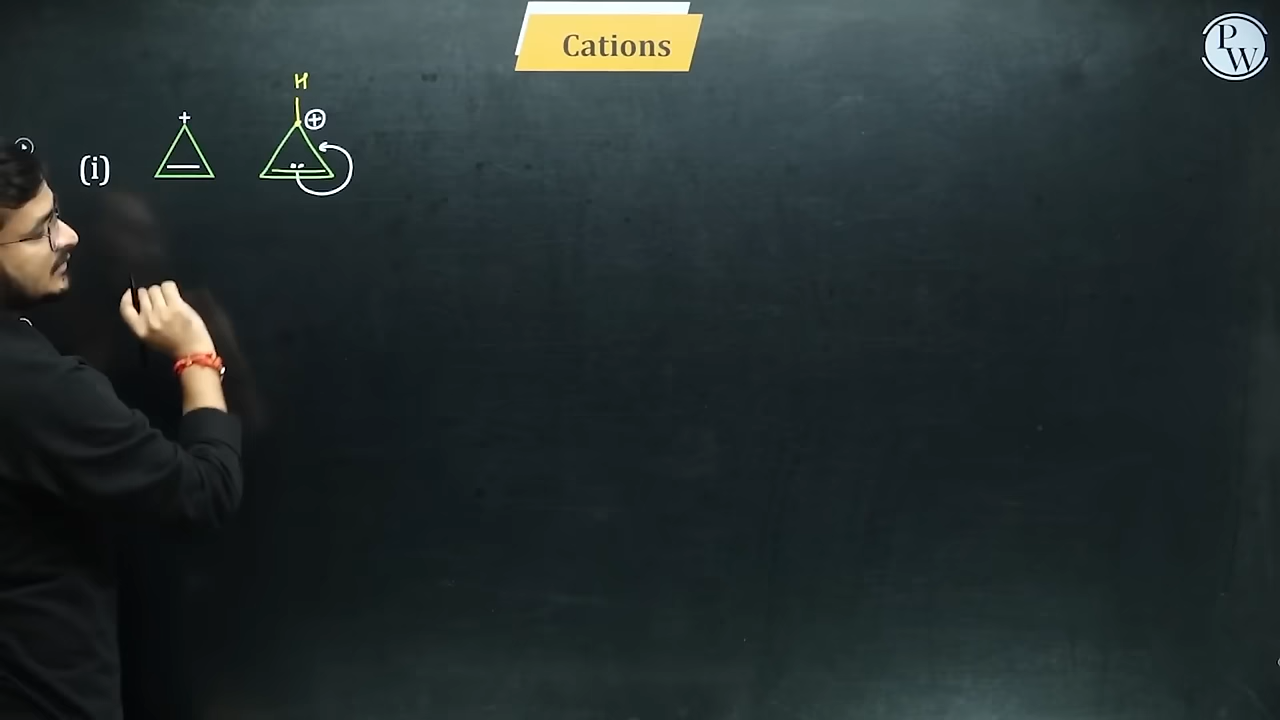 Cations
PW
H
+
⊕
(i)